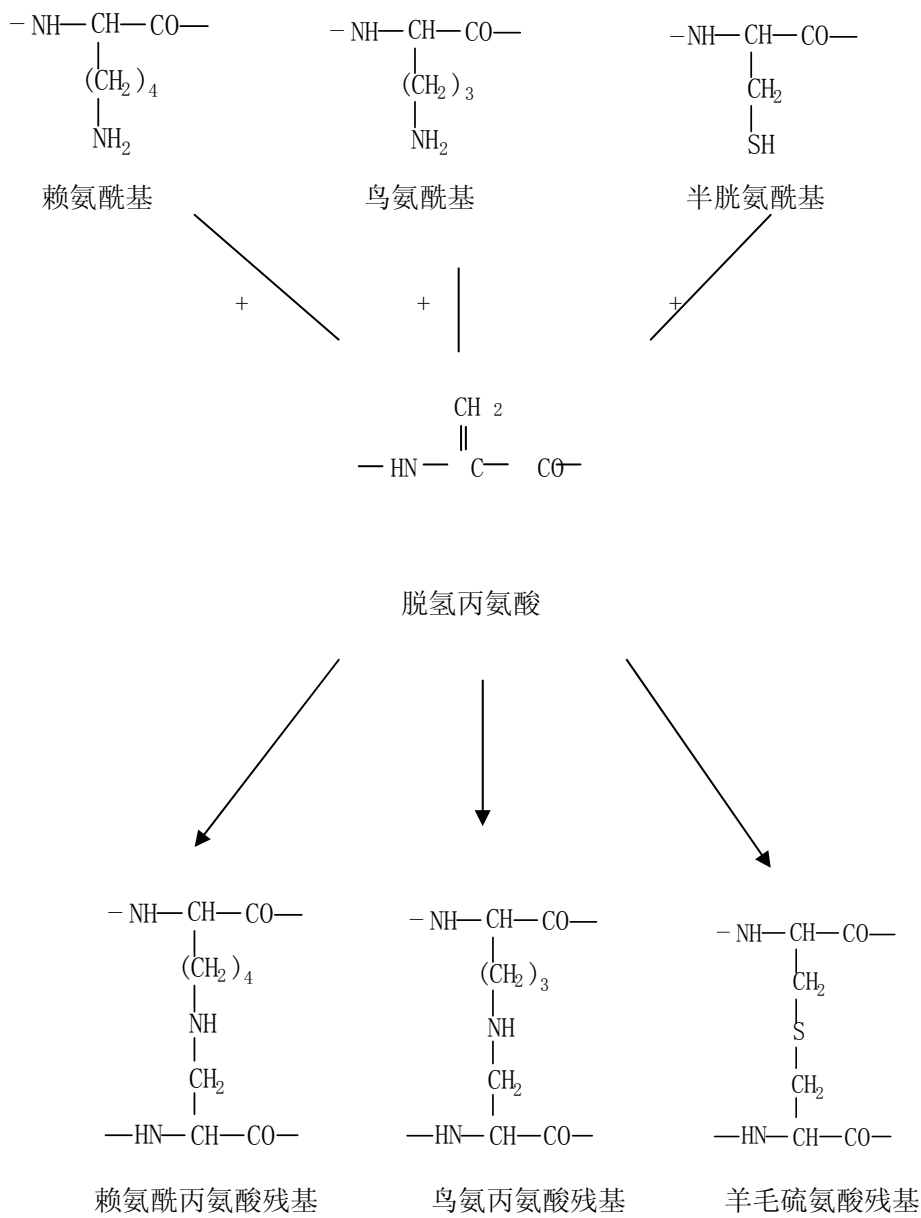 －NH—CH—CO— －NH—CH—CO— －NH—CH—CO—
(CH₂)₄ (CH₂)₃ CH₂
NH₂ NH₂ SH
赖氨酰基 鸟氨酰基 半胱氨酰基
+ + +
CH 2
—HN— C— CO—
脱氢丙氨酸
－NH—CH—CO— －NH—CH—CO— －NH—CH—CO—
(CH₂)₄ (CH₂)₃ CH₂
NH NH S
CH₂ CH₂ CH₂
—HN—CH—CO— —HN—CH—CO— —HN—CH—CO—
赖氨酰丙氨酸残基 鸟氨丙氨酸残基 羊毛硫氨酸残基